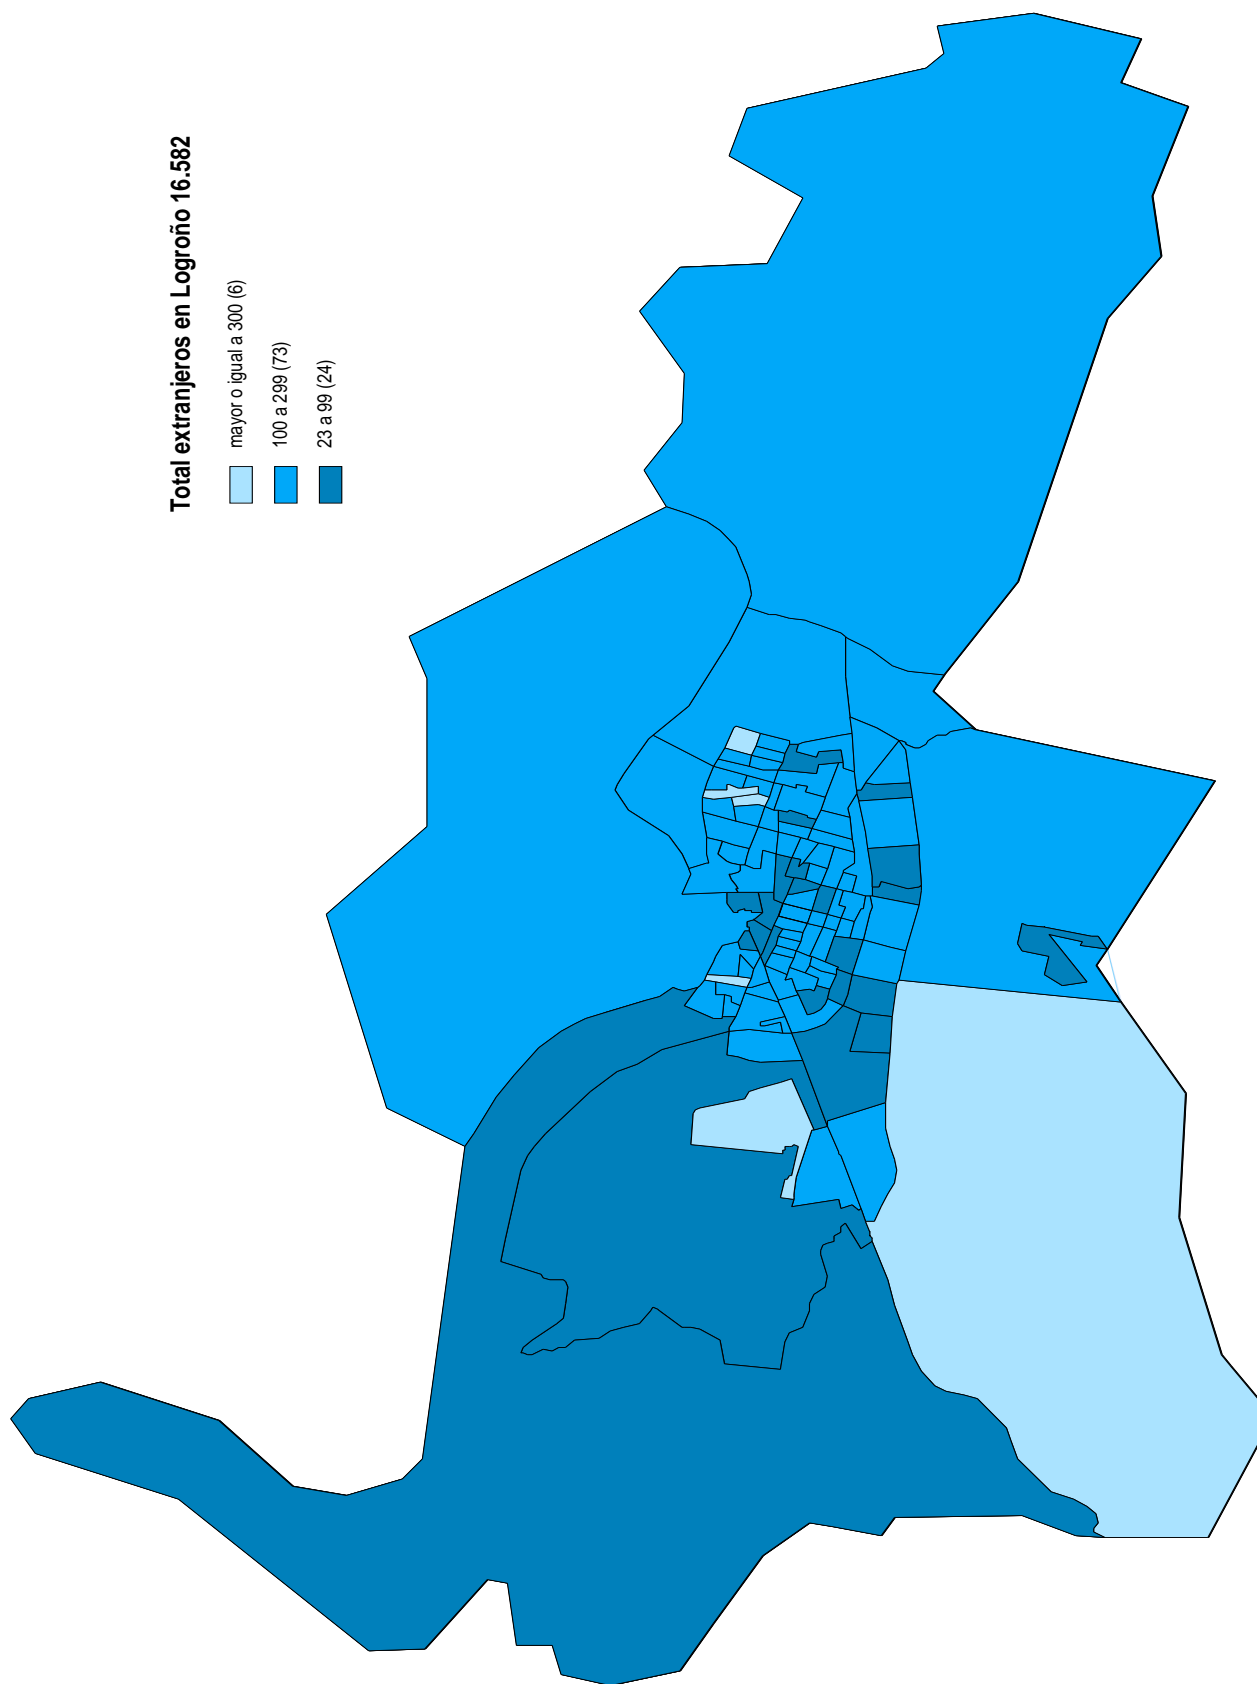 Total extranjeros en Logroño 16.582
mayor o igual a 300 (6)
100 a 299 (73)
23 a 99 (24)